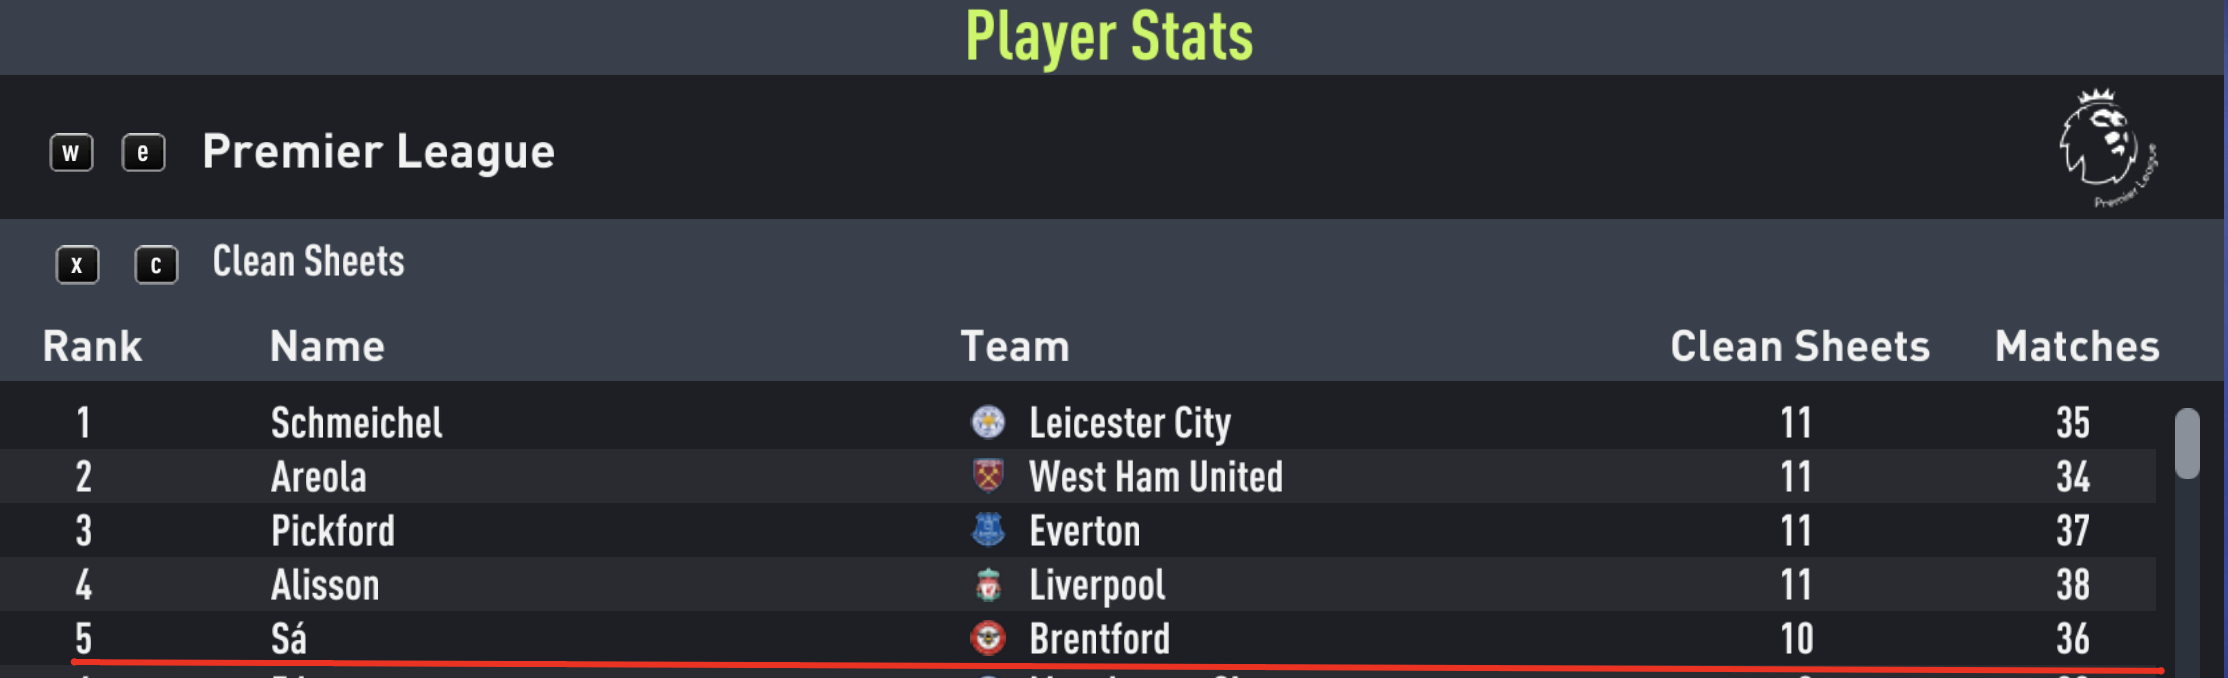 Player Stats
w e Premier League
Premier League
x c Clean Sheets
Rank Name Team Clean Sheets Matches
1 Schmeichel Leicester City 11 35
2 Areola West Ham United 11 34
3 Pickford Everton 11 37
4 Alisson Liverpool 11 38
5 Sá Brentford 10 36